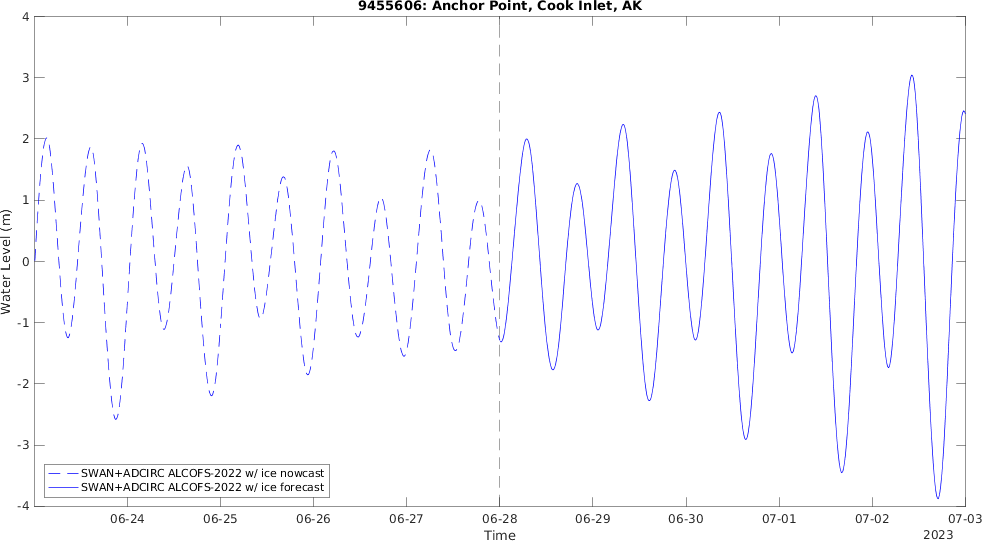 9455606: Anchor Point, Cook Inlet, AK
4
3
2
1
0
-1
-2
-3
-4
Water Level (m)
SWAN+ADCIRC ALCOFS-2022 w/ ice nowcast
SWAN+ADCIRC ALCOFS-2022 w/ ice forecast
06-24 06-25 06-26 06-27 06-28 06-29 06-30 07-01 07-02 07-03
Time
2023